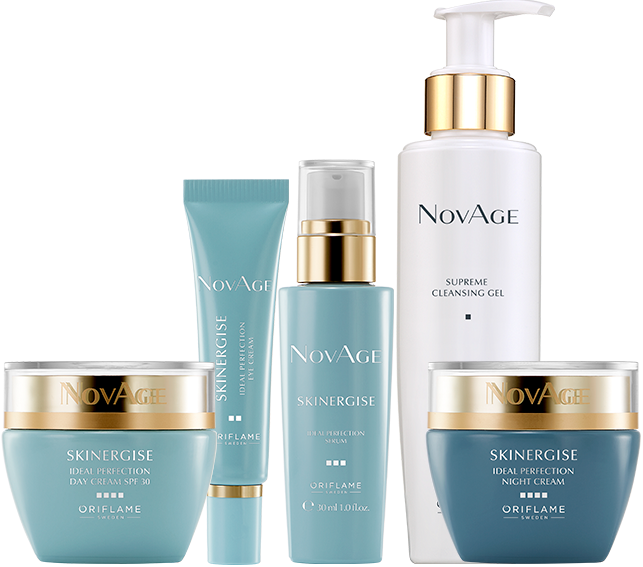 NOVAGE
SUPREME
CLEANSING GEL
NOVAGE
SKINERGISE
IDEAL PERFECTION
EYE CREAM
ORIFLAME
SWEDEN
NOVAGE
SKINERGISE
IDEAL PERFECTION
SERUM
ORIFLAME
SWEDEN
℮ 30 ml 1.0 fl.oz.
NOVAGE
SKINERGISE
IDEAL PERFECTION
DAY CREAM SPF 30
ORIFLAME
SWEDEN
NOVAGE
SKINERGISE
IDEAL PERFECTION
NIGHT CREAM
ORIFLAME
SWEDEN